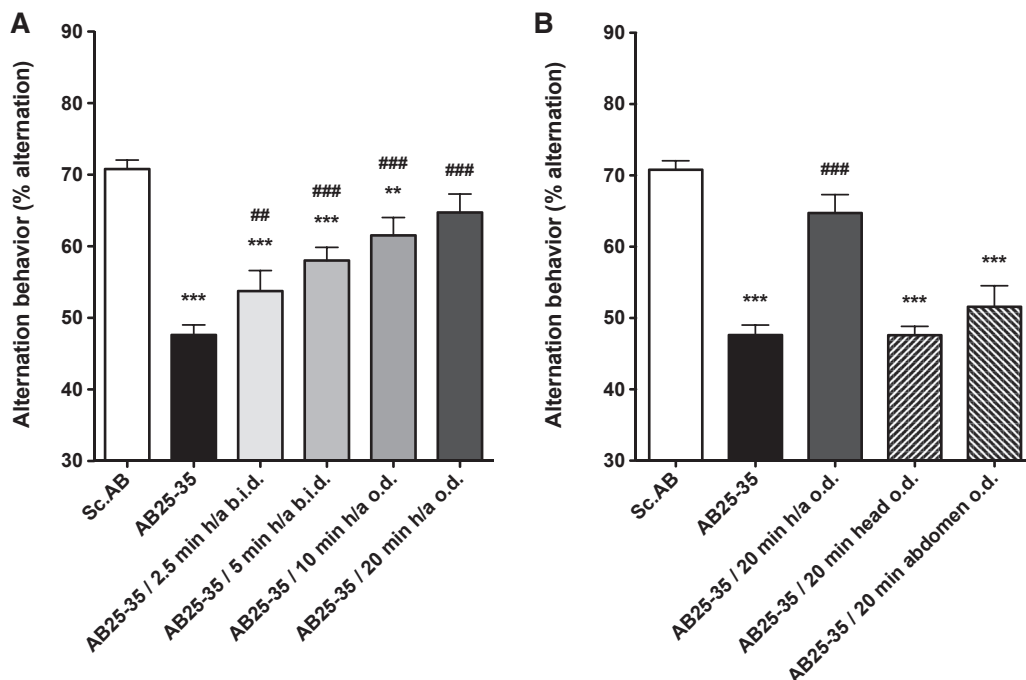 A
Alternation behavior (% alternation)
90
80
70
60
50
40
30
***
##
***
###
***
###
**
###
Sc.AB
AB25-35
AB25-35 / 2.5 min h/a b.i.d.
AB25-35 / 5 min h/a b.i.d.
AB25-35 / 10 min h/a o.d.
AB25-35 / 20 min h/a o.d.
B
Alternation behavior (% alternation)
90
80
70
60
50
40
30
***
###
***
***
Sc.AB
AB25-35
AB25-35 / 20 min h/a o.d.
AB25-35 / 20 min head o.d.
AB25-35 / 20 min abdomen o.d.